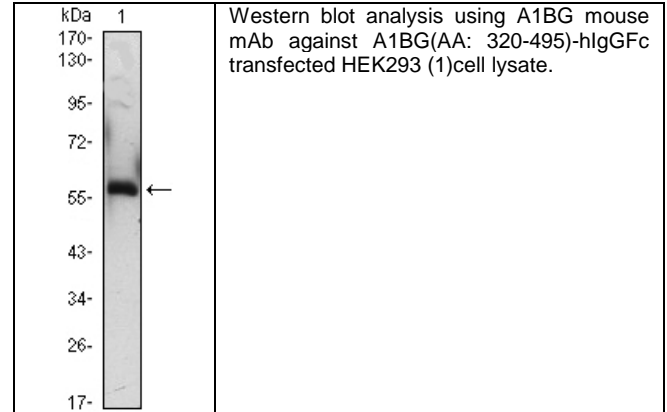 kDa 1
170-
130-
95-
72-
55-
43-
34-
26-
17-
←
Western blot analysis using A1BG mouse
mAb against A1BG(AA: 320-495)-hIgGFc
transfected HEK293 (1)cell lysate.